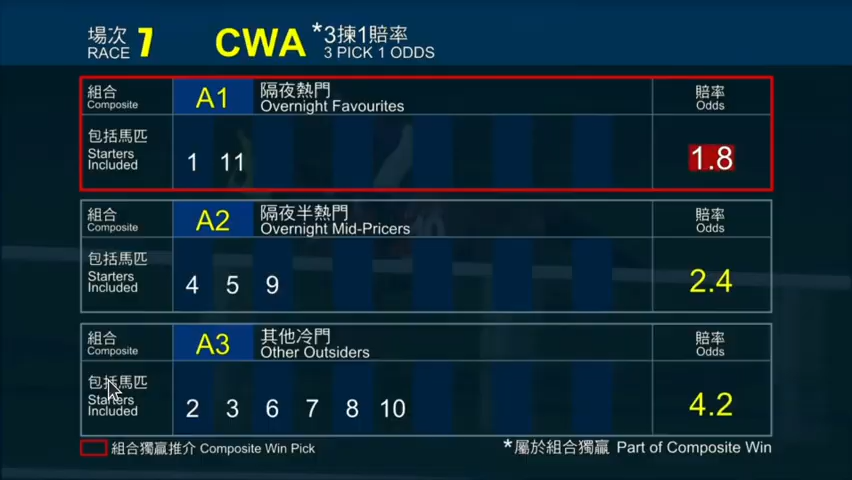 場次 7 CWA *3揀1賠率
RACE 3 PICK 1 ODDS
組合 A1 隔夜熱門 賠率
Composite Overnight Favourites Odds
包括馬匹
Starters
Included 1 11 1.8
組合 A2 隔夜半熱門 賠率
Composite Overnight Mid-Pricers Odds
包括馬匹
Starters
Included 4 5 9 2.4
組合 A3 其他冷門 賠率
Composite Other Outsiders Odds
包括馬匹
Starters
Included 2 3 6 7 8 10 4.2
組合獨贏推介 Composite Win Pick *屬於組合獨贏 Part of Composite Win